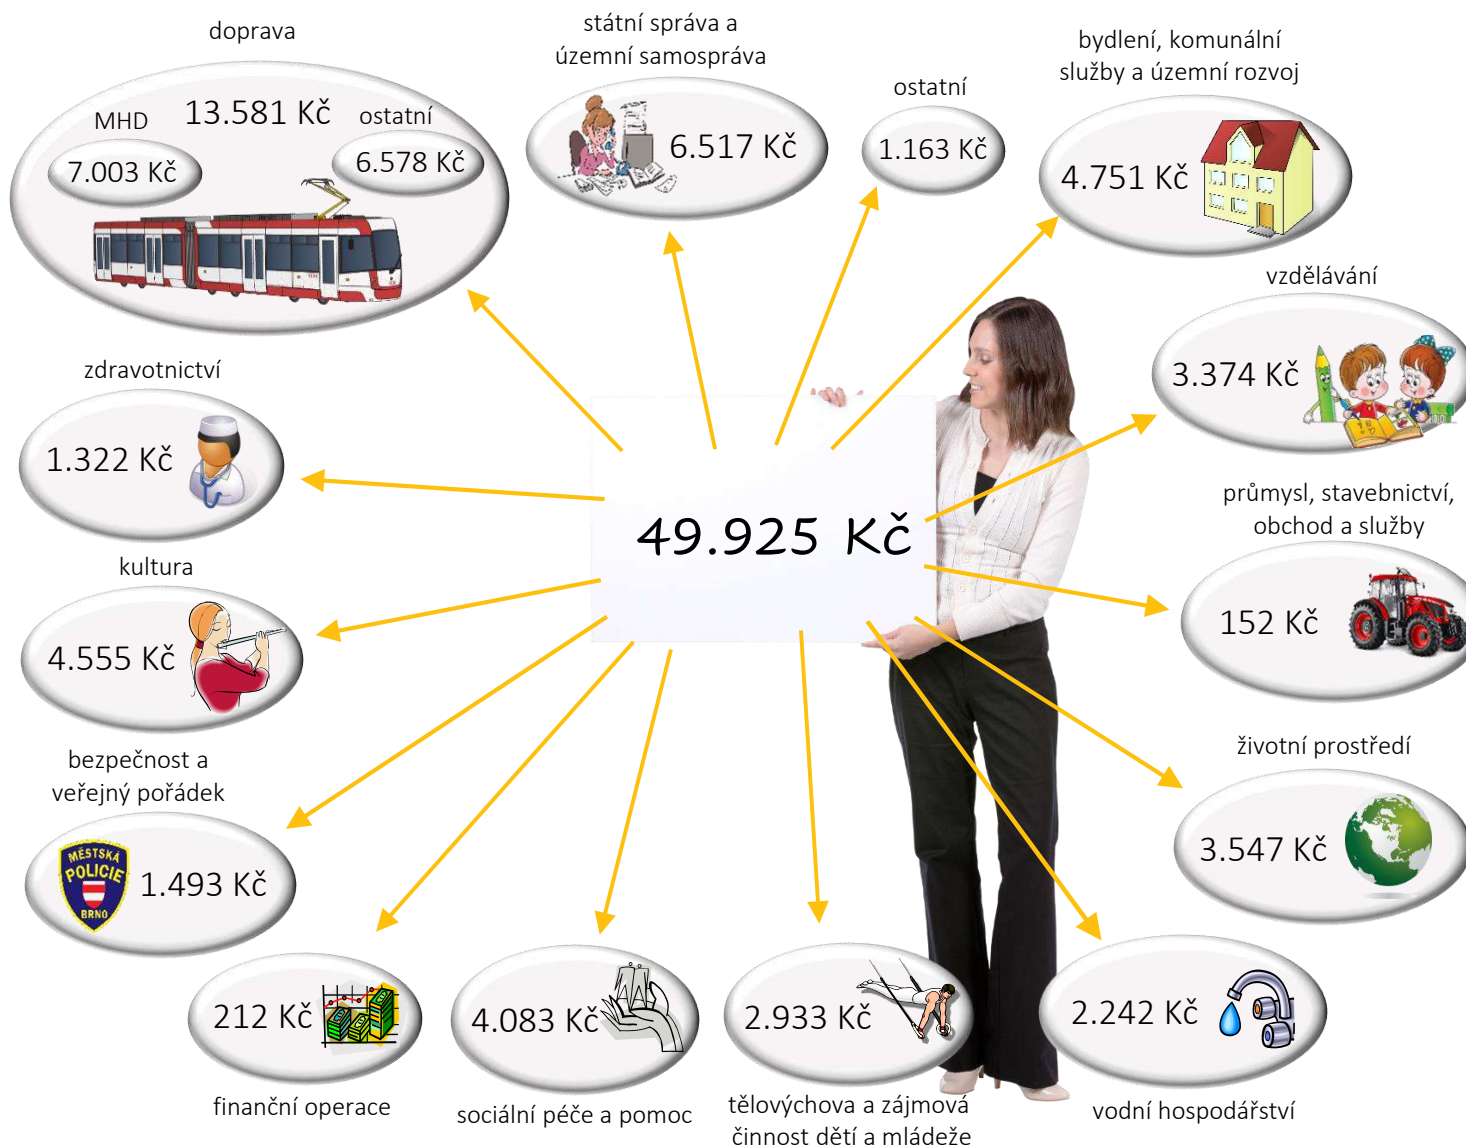 doprava
MHD
13.581 Kč
ostatní
7.003 Kč
6.578 Kč
státní správa a
územní samospráva
6.517 Kč
ostatní
1.163 Kč
bydlení, komunální
služby a územní rozvoj
4.751 Kč
vzdělávání
3.374 Kč
zdravotnictví
1.322 Kč
49.925 Kč
průmysl, stavebnictví,
obchod a služby
152 Kč
kultura
4.555 Kč
bezpečnost a
veřejný pořádek
MĚSTSKÁ
POLICIE
BRNO
1.493 Kč
životní prostředí
3.547 Kč
212 Kč
finanční operace
4.083 Kč
sociální péče a pomoc
2.933 Kč
tělovýchova a zájmová
činnost dětí a mládeže
2.242 Kč
vodní hospodářství